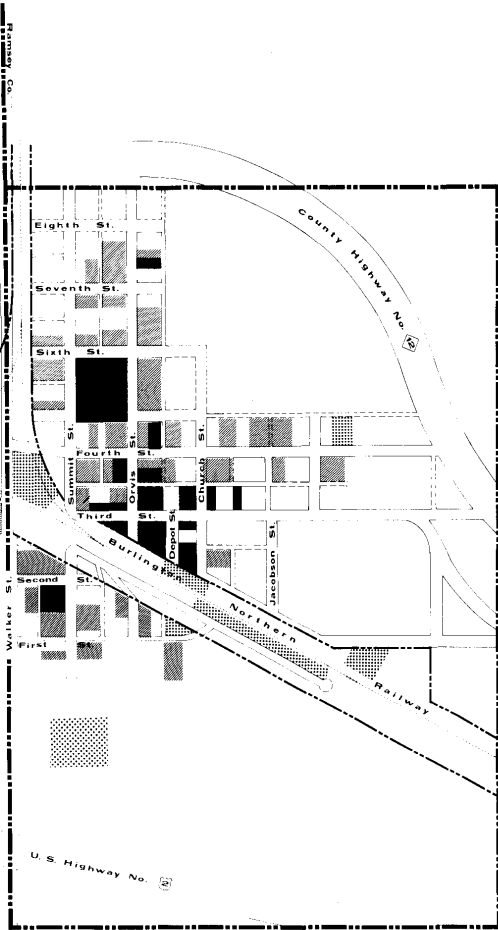 Ramsey Co.
County Highway No. 12
Eighth St.
Seventh St.
Sixth St.
Summit St.
Orvis St.
Church St.
Fourth St.
Third St.
Depot St.
Jacobson St.
Burlington Northern Railway
Second St.
Walker St.
First St.
U. S. Highway No. 2